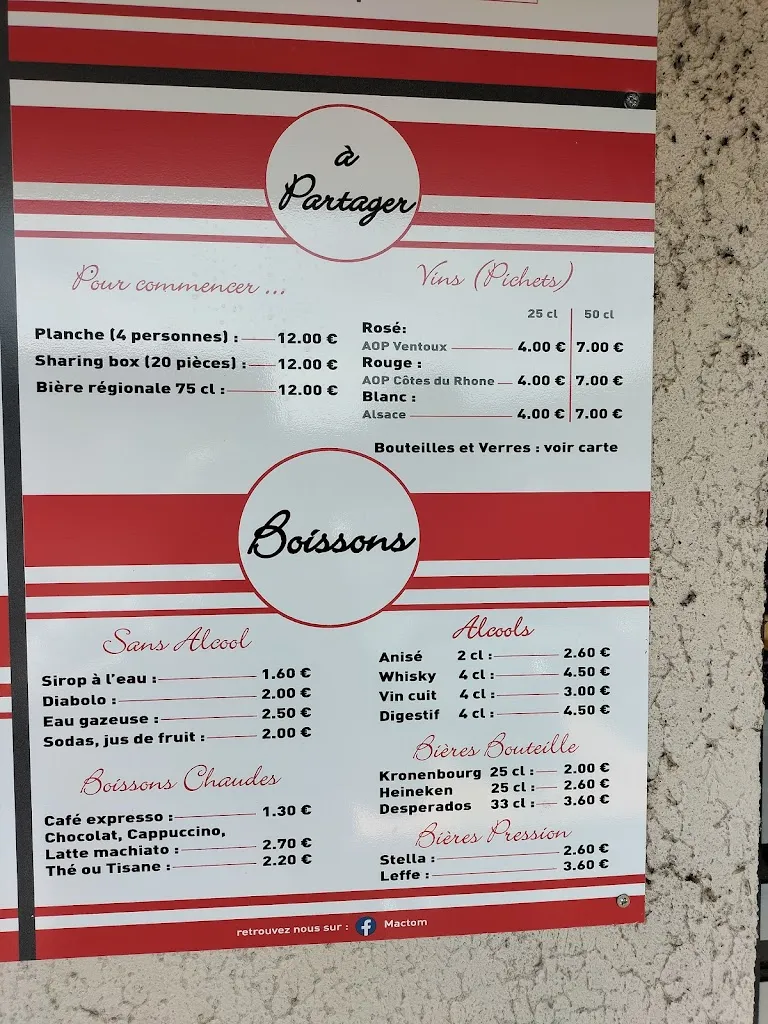 à
Partager
Pour commencer ...
Planche (4 personnes) : 12.00 €
Sharing box (20 pièces) : 12.00 €
Bière régionale 75 cl : 12.00 €
Vins (Pichets)
25 cl 50 cl
Rosé:
AOP Ventoux 4.00 € 7.00 €
Rouge :
AOP Côtes du Rhone 4.00 € 7.00 €
Blanc :
Alsace 4.00 € 7.00 €
Bouteilles et Verres : voir carte
Boissons
Sans Alcool
Sirop à l'eau : 1.60 €
Diabolo : 2.00 €
Eau gazeuse : 2.50 €
Sodas, jus de fruit : 2.00 €
Boissons Chaudes
Café expresso : 1.30 €
Chocolat, Cappuccino,
Latte machiato : 2.70 €
Thé ou Tisane : 2.20 €
Alcools
Anisé 2 cl : 2.60 €
Whisky 4 cl : 4.50 €
Vin cuit 4 cl : 3.00 €
Digestif 4 cl : 4.50 €
Bières Bouteille
Kronenbourg 25 cl : 2.00 €
Heineken 25 cl : 2.60 €
Desperados 33 cl : 3.60 €
Bières Pression
Stella : 2.60 €
Leffe : 3.60 €
retrouvez nous sur : f Mactom